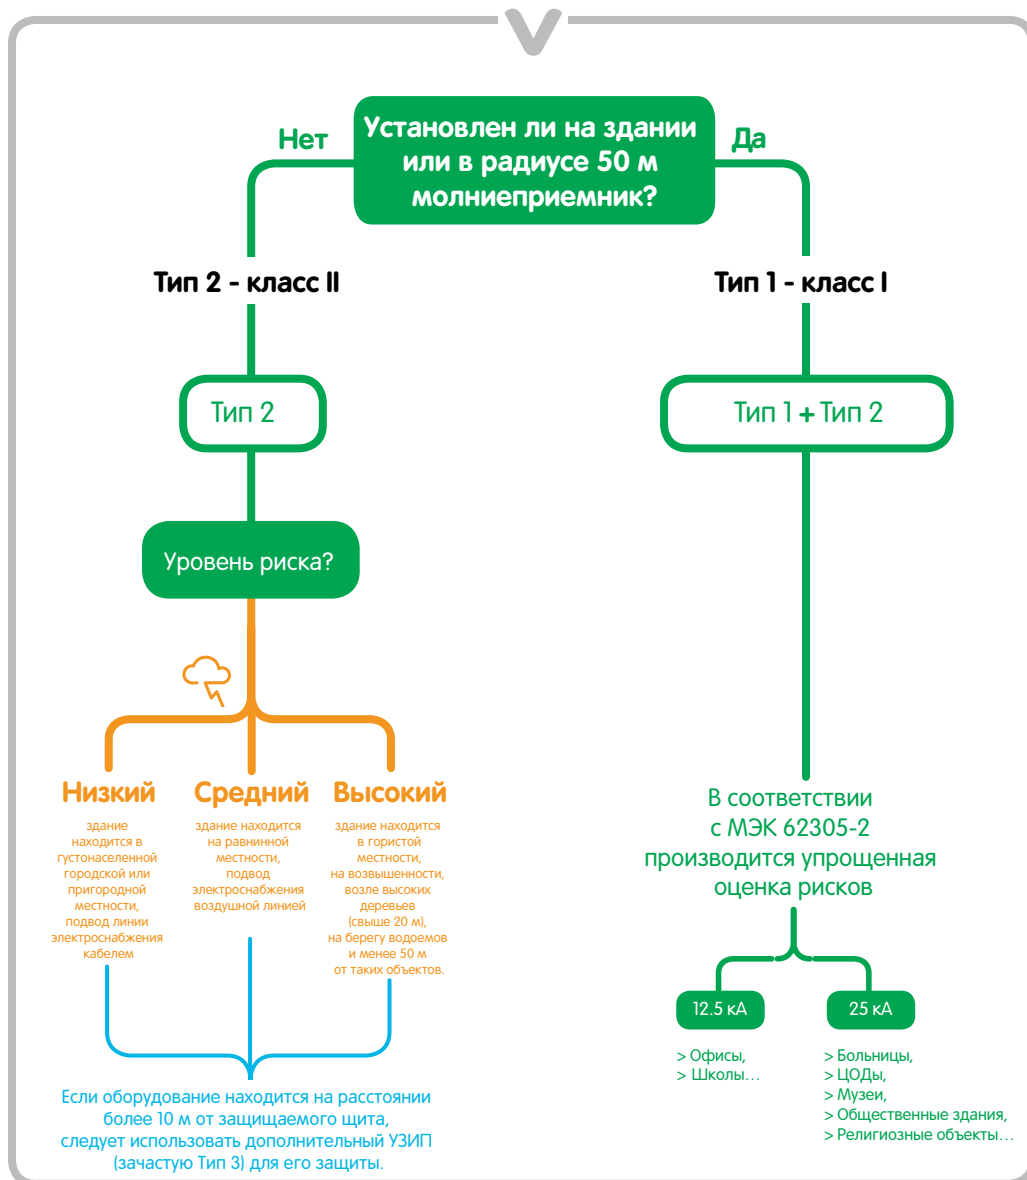 Установлен ли на здании
или в радиусе 50 м
молниеприемник?
Нет
Да
Тип 2 - класс II
Тип 1 - класс I
Тип 2
Тип 1 + Тип 2
Уровень риска?
Низкий
здание
находится в
густонаселенной
городской или
пригородной
местности,
подвод линии
электроснабжения
кабелем
Средний
здание находится
на равнинной
местности,
подвод
электроснабжения
воздушной линией
Высокий
здание находится
в гористой
местности,
на возвышенности,
возле высоких
деревьев
(свыше 20 м),
на берегу водоемов
и менее 50 м
от таких объектов.
Если оборудование находится на расстоянии
более 10 м от защищаемого щита,
следует использовать дополнительный УЗИП
(зачастую Тип 3) для его защиты.
В соответствии
с МЭК 62305-2
производится упрощенная
оценка рисков
12.5 кА
> Офисы,
> Школы...
25 кА
> Больницы,
> ЦОДы,
> Музеи,
> Общественные здания,
> Религиозные объекты...